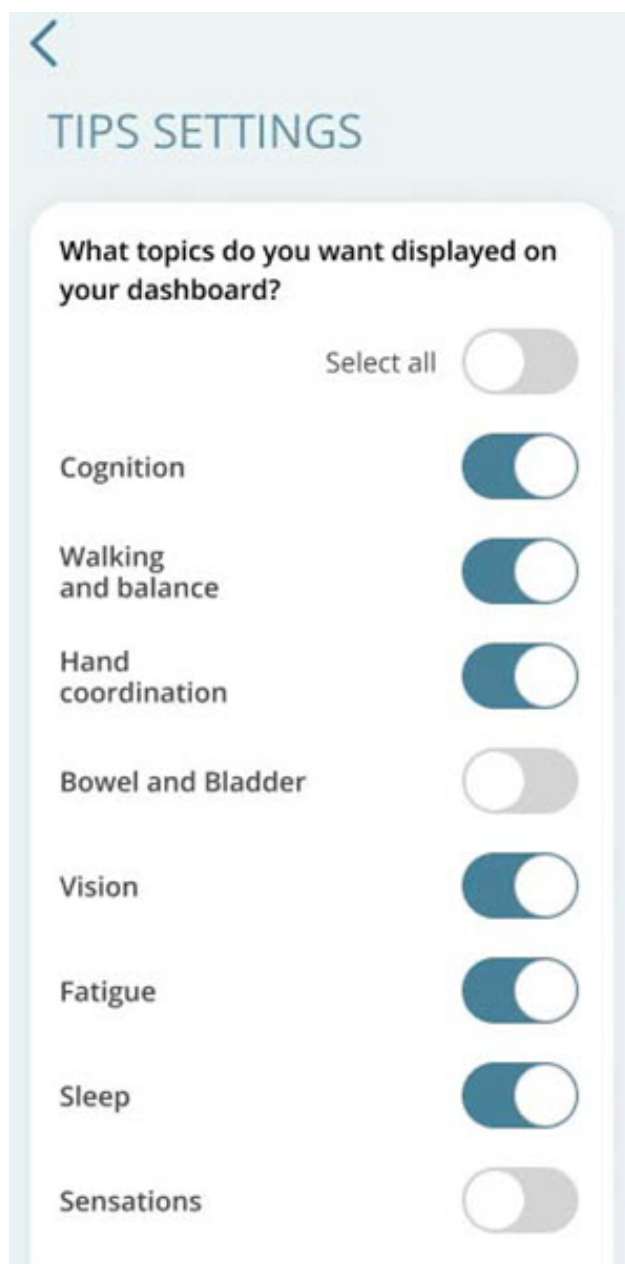 TIPS SETTINGS
What topics do you want displayed on
your dashboard?
Select all
Cognition
Walking
and balance
Hand
coordination
Bowel and Bladder
Vision
Fatigue
Sleep
Sensations